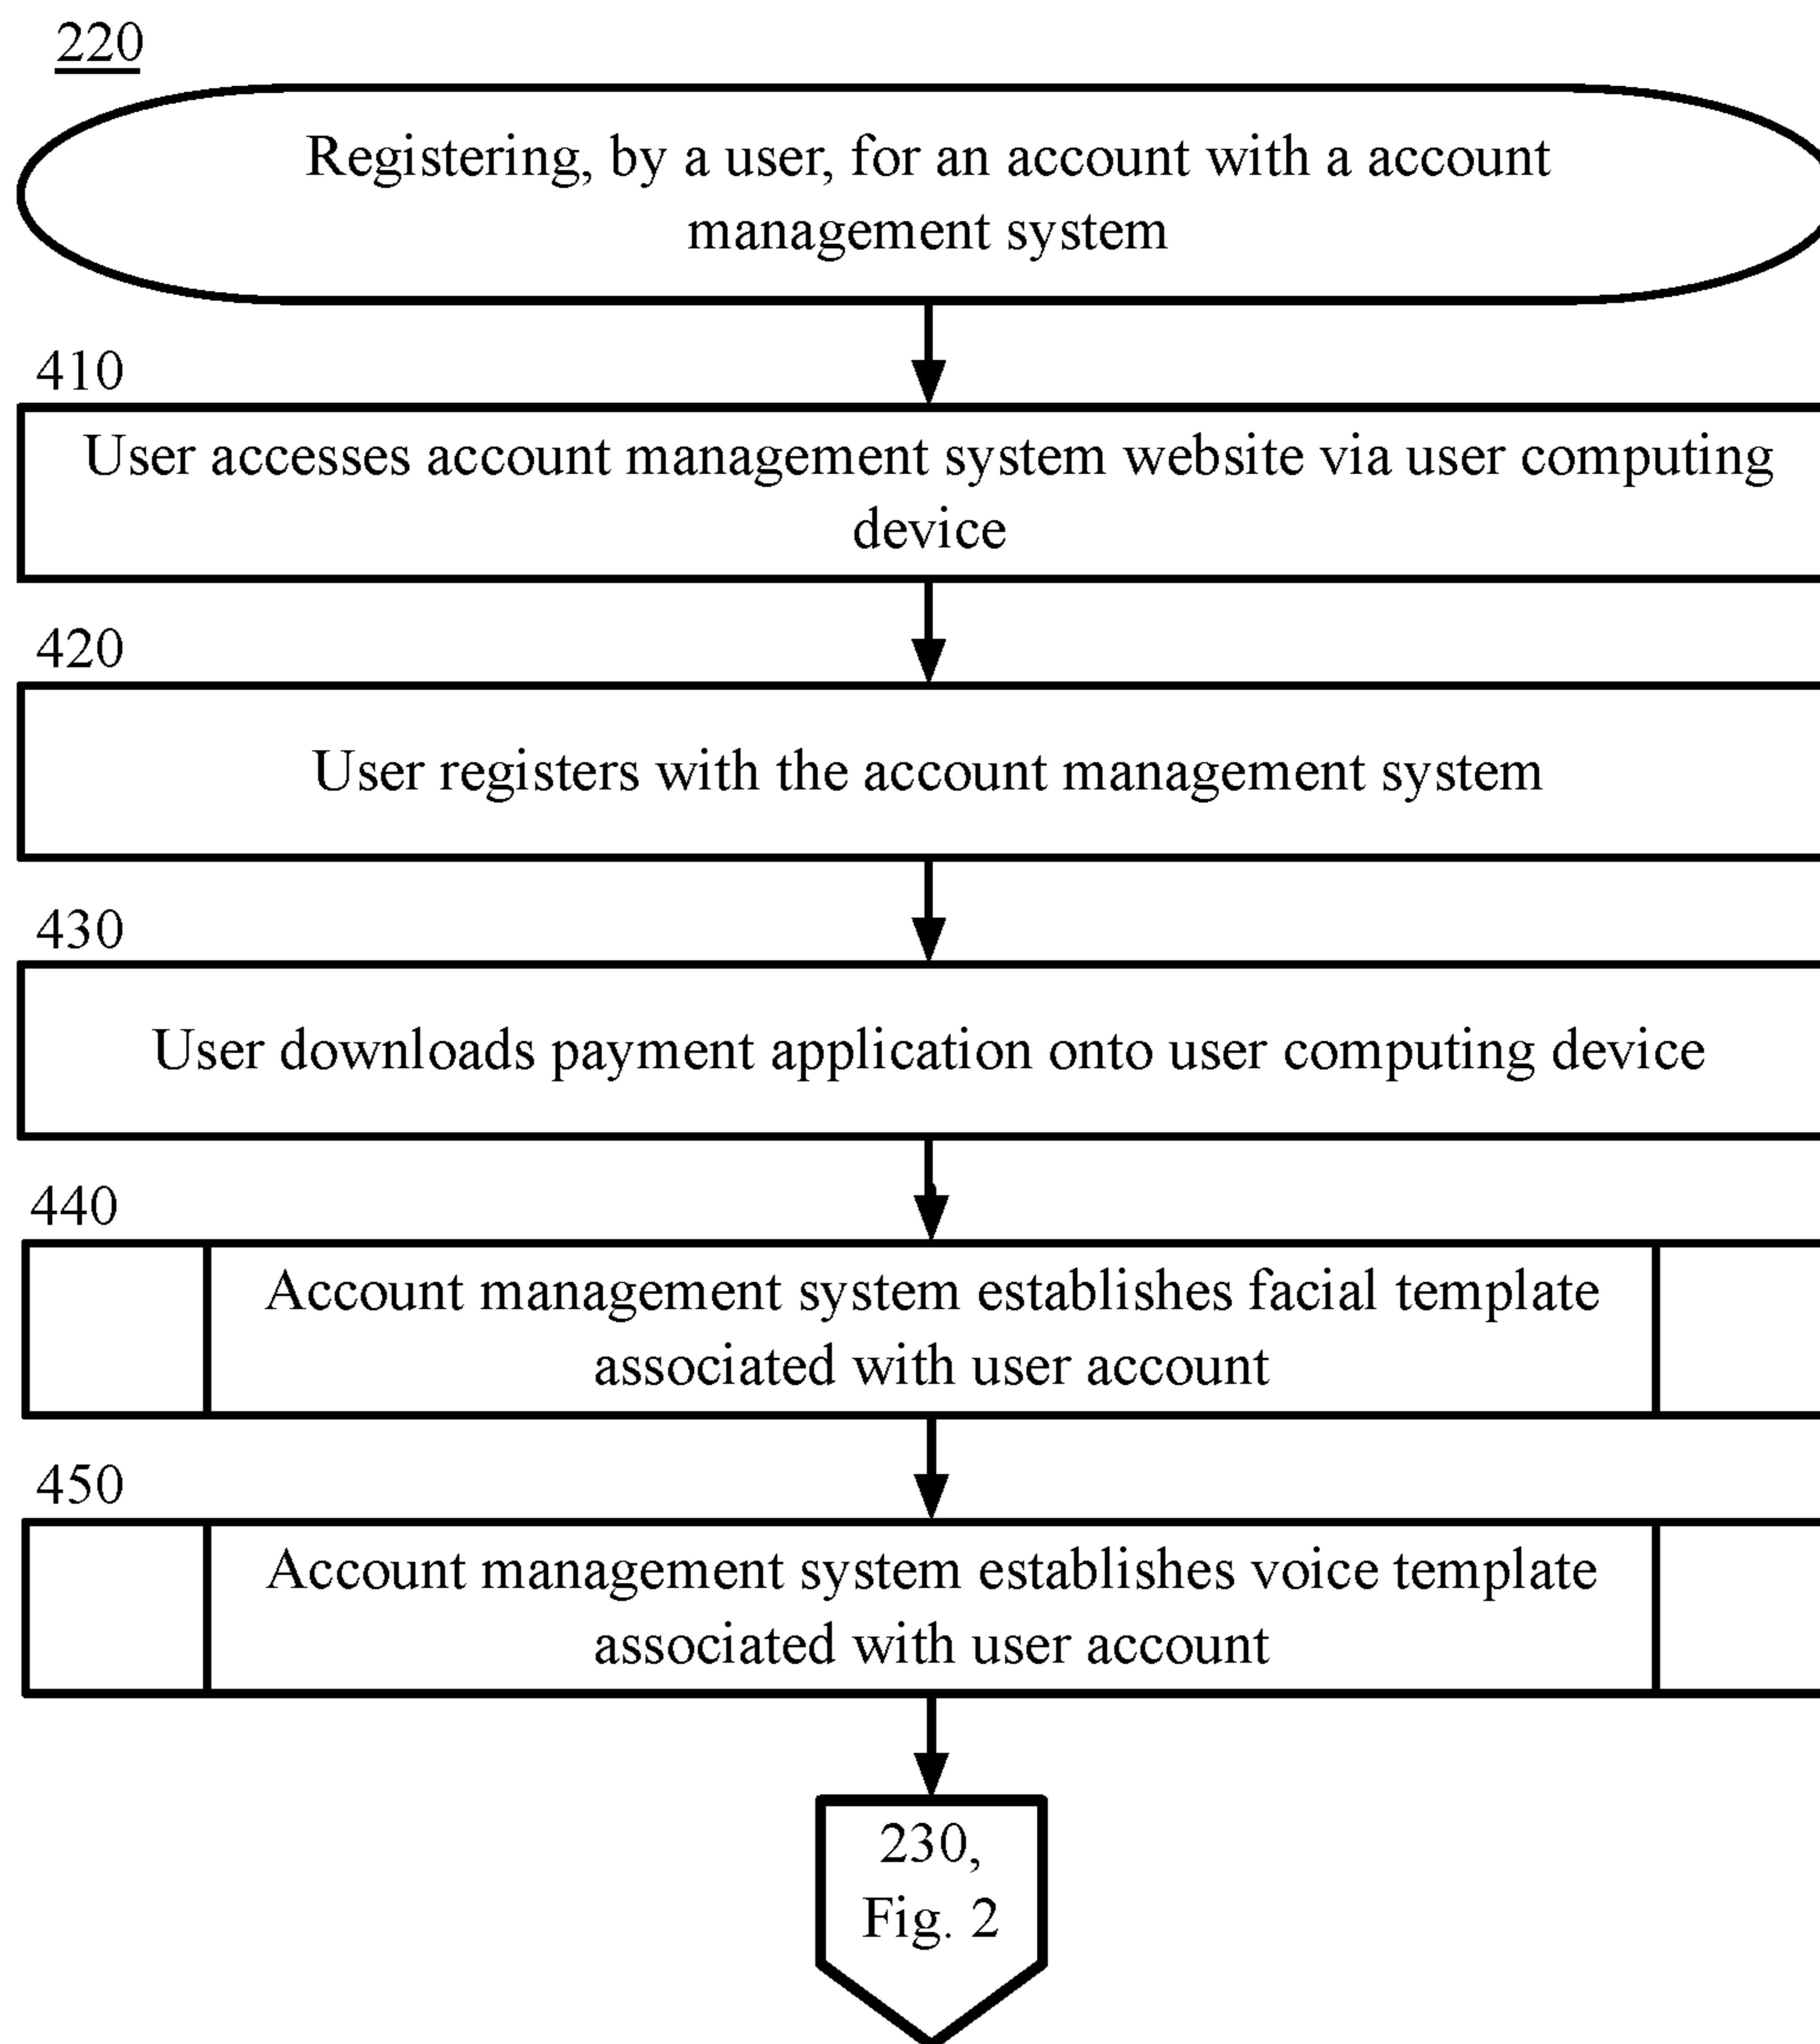 220
Registering, by a user, for an account with a account
management system
410
User accesses account management system website via user computing
device
420
User registers with the account management system
430
User downloads payment application onto user computing device
440
Account management system establishes facial template
associated with user account
450
Account management system establishes voice template
associated with user account
230,
Fig. 2